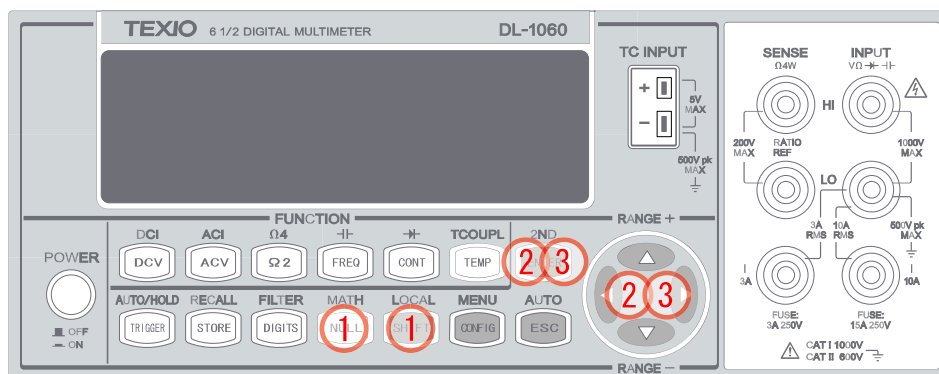 TEXIO 6 1/2 DIGITAL MULTIMETER DL-1060
TC INPUT
+
−
5V
MAX
500V pk
MAX
SENSE
Ω4W
INPUT
VΩ
HI
200V
MAX
RATIO
REF
1000V
MAX
LO
3A
RMS
10A
RMS
500V pk
MAX
I
3A
I
10A
FUSE:
3A 250V
FUSE:
15A 250V
CAT I 1000V
CAT II 600V
FUNCTION
RANGE +
POWER
OFF
ON
DCI ACI Ω4 TCOUPL 2ND
DCV ACV Ω2 FREQ CONT TEMP
2 3
2 3
AUTO/HOLD RECALL FILTER MATH LOCAL MENU AUTO
TRIGGER STORE DIGITS NULL SHIFT CONFIG ESC
1 1
RANGE −